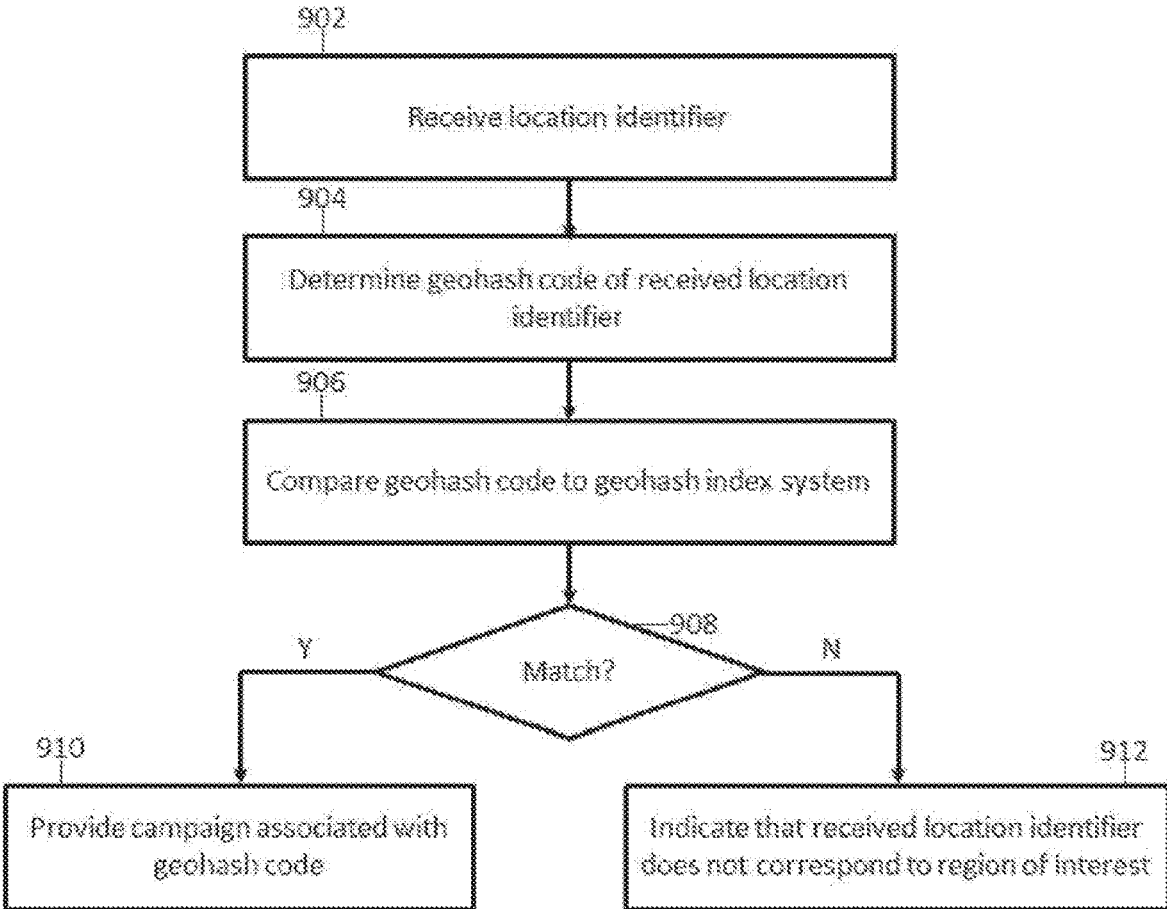 902
Receive location identifier
904
Determine geohash code of received location
identifier
906
Compare geohash code to geohash index system
908
Y
Match?
N
910
Provide campaign associated with
geohash code
912
Indicate that received location identifier
does not correspond to region of interest